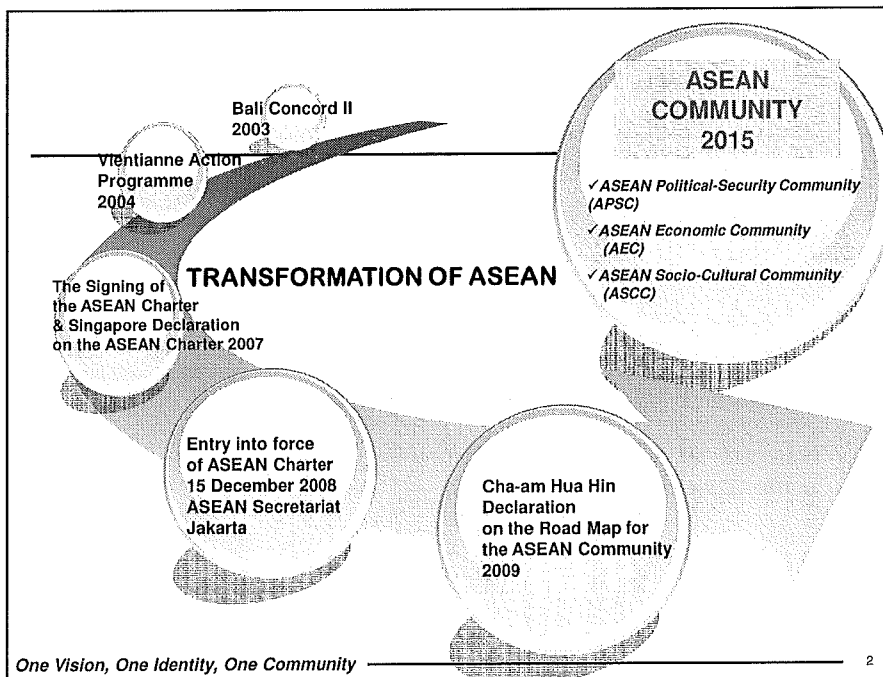 Bali Concord II
2003
Vientianne Action
Programme
2004
The Signing of
the ASEAN Charter
& Singapore Declaration
on the ASEAN Charter 2007
TRANSFORMATION OF ASEAN
Entry into force
of ASEAN Charter
15 December 2008
ASEAN Secretariat
Jakarta
Cha-am Hua Hin
Declaration
on the Road Map for
the ASEAN Community
2009
ASEAN
COMMUNITY
2015
✓ASEAN Political-Security Community
(APSC)
✓ASEAN Economic Community
(AEC)
✓ASEAN Socio-Cultural Community
(ASCC)
One Vision, One Identity, One Community
2